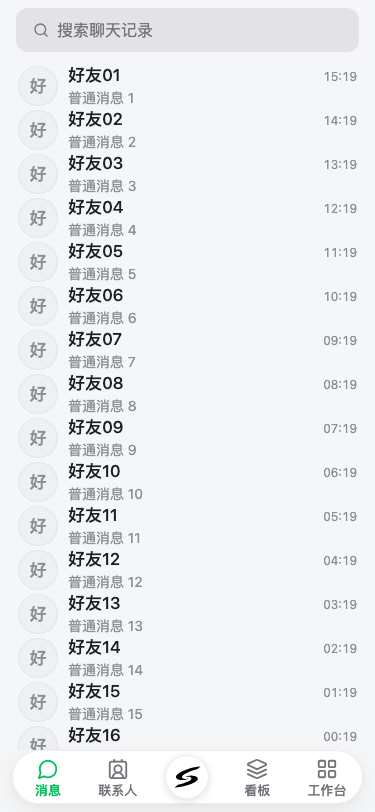 搜索聊天记录
好 好友01 15:19
普通消息 1
好 好友02 14:19
普通消息 2
好 好友03 13:19
普通消息 3
好 好友04 12:19
普通消息 4
好 好友05 11:19
普通消息 5
好 好友06 10:19
普通消息 6
好 好友07 09:19
普通消息 7
好 好友08 08:19
普通消息 8
好 好友09 07:19
普通消息 9
好 好友10 06:19
普通消息 10
好 好友11 05:19
普通消息 11
好 好友12 04:19
普通消息 12
好 好友13 03:19
普通消息 13
好 好友14 02:19
普通消息 14
好 好友15 01:19
普通消息 15
好 好友16 00:19
消息 联系人 看板 工作台